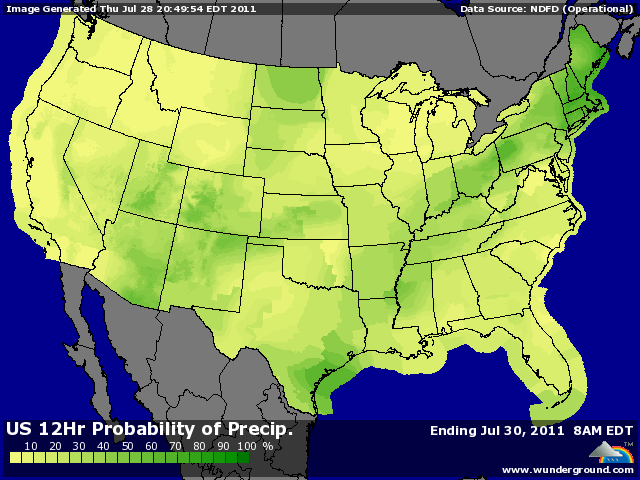 Image Generated Thu Jul 28 20:49:54 EDT 2011 Data Source: NDFD (Operational)
US 12Hr Probability of Precip.
Ending Jul 30, 2011 8AM EDT
10 20 30 40 50 60 70 80 90 100 %
TM
www.wunderground.com